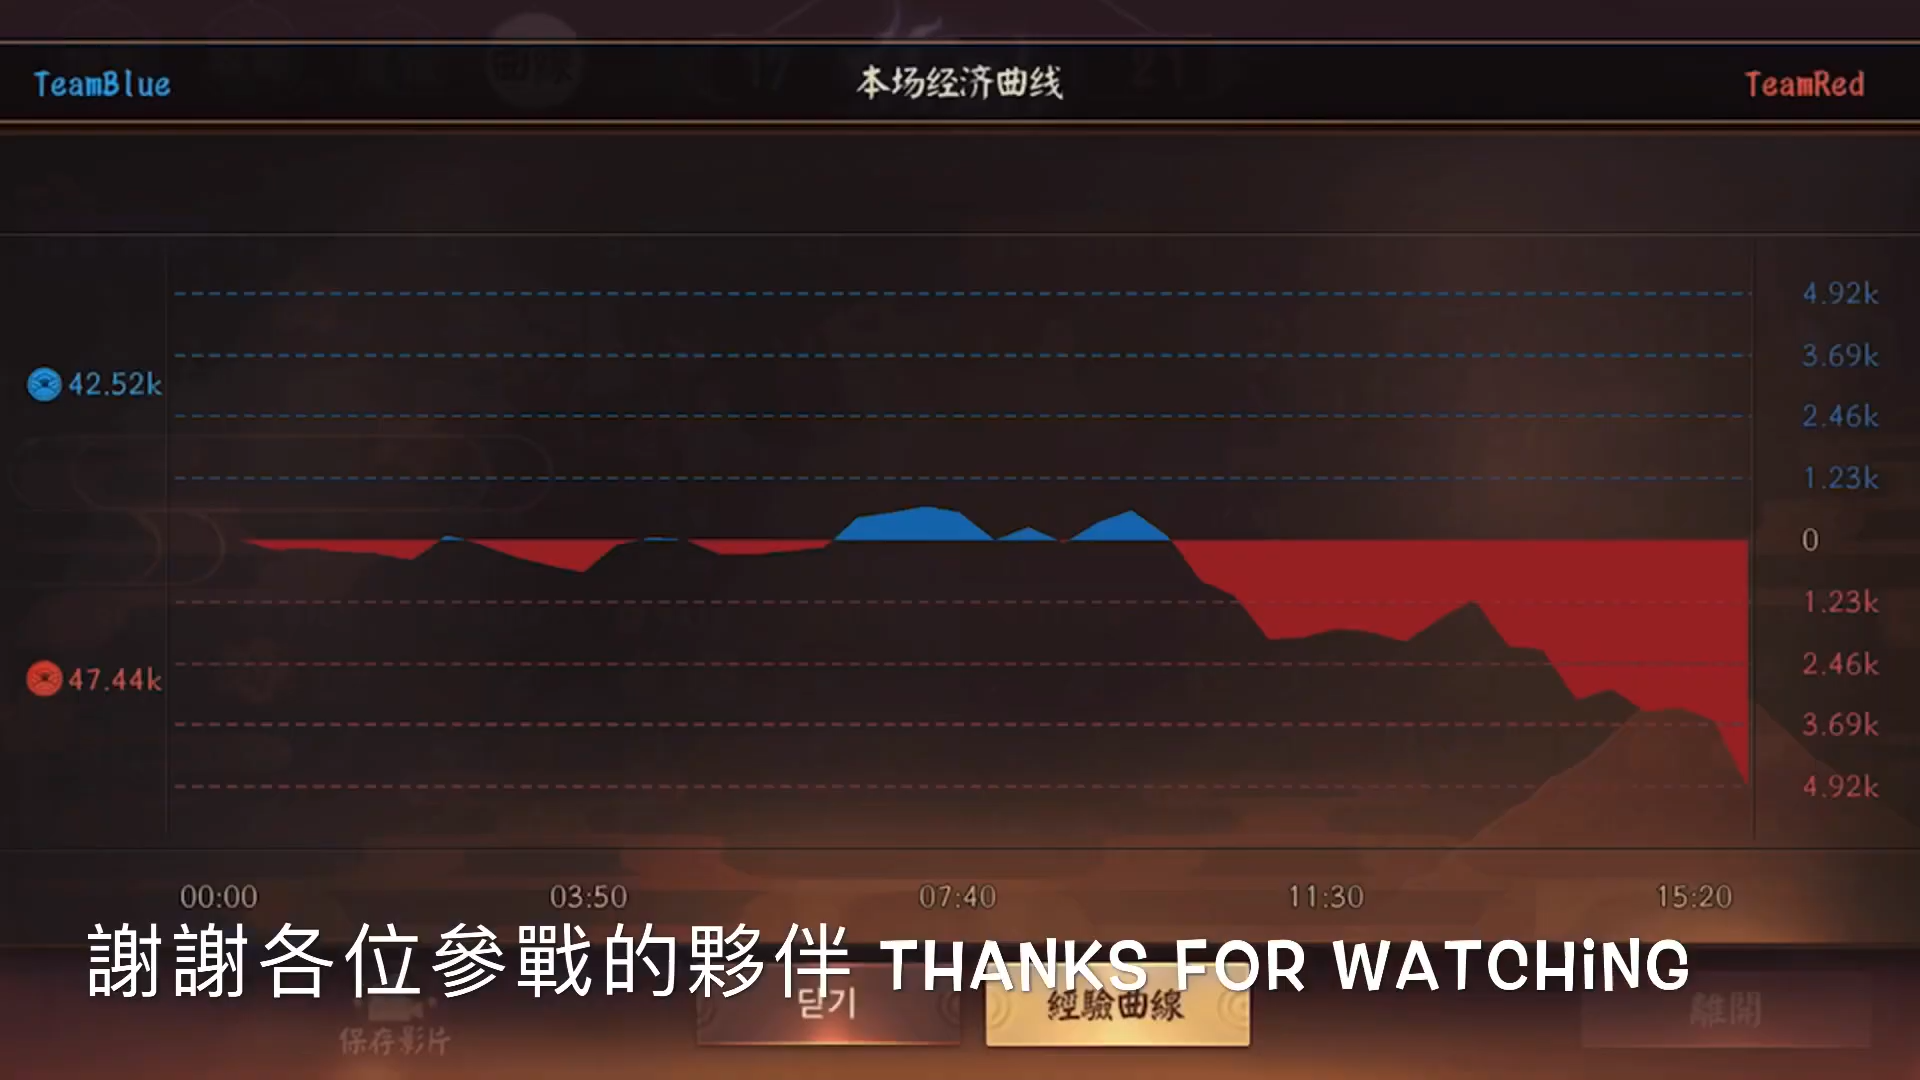 TeamBlue 本场经济曲线 TeamRed
4.92k
3.69k
42.52k
2.46k
1.23k
0
1.23k
2.46k
47.44k
3.69k
4.92k
00:00 03:50 07:40 11:30 15:20
謝謝各位參戰的夥伴 THANKS FOR WATCHING
保存影片 닫기 經驗曲線 離開